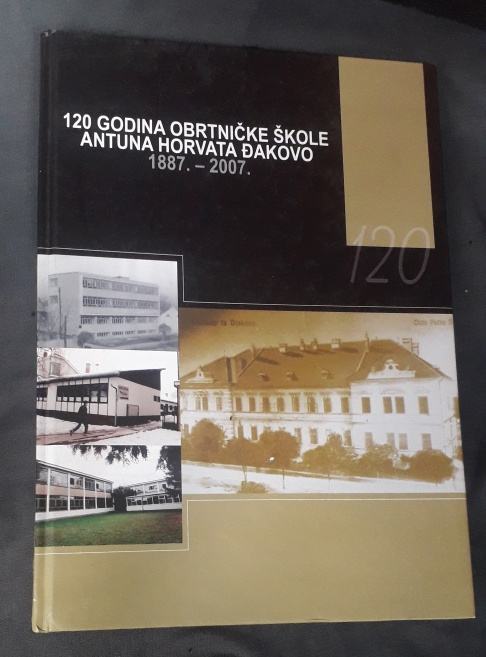 120 GODINA OBRTNIČKE ŠKOLE
ANTUNA HORVATA ĐAKOVO
1887. – 2007.
120